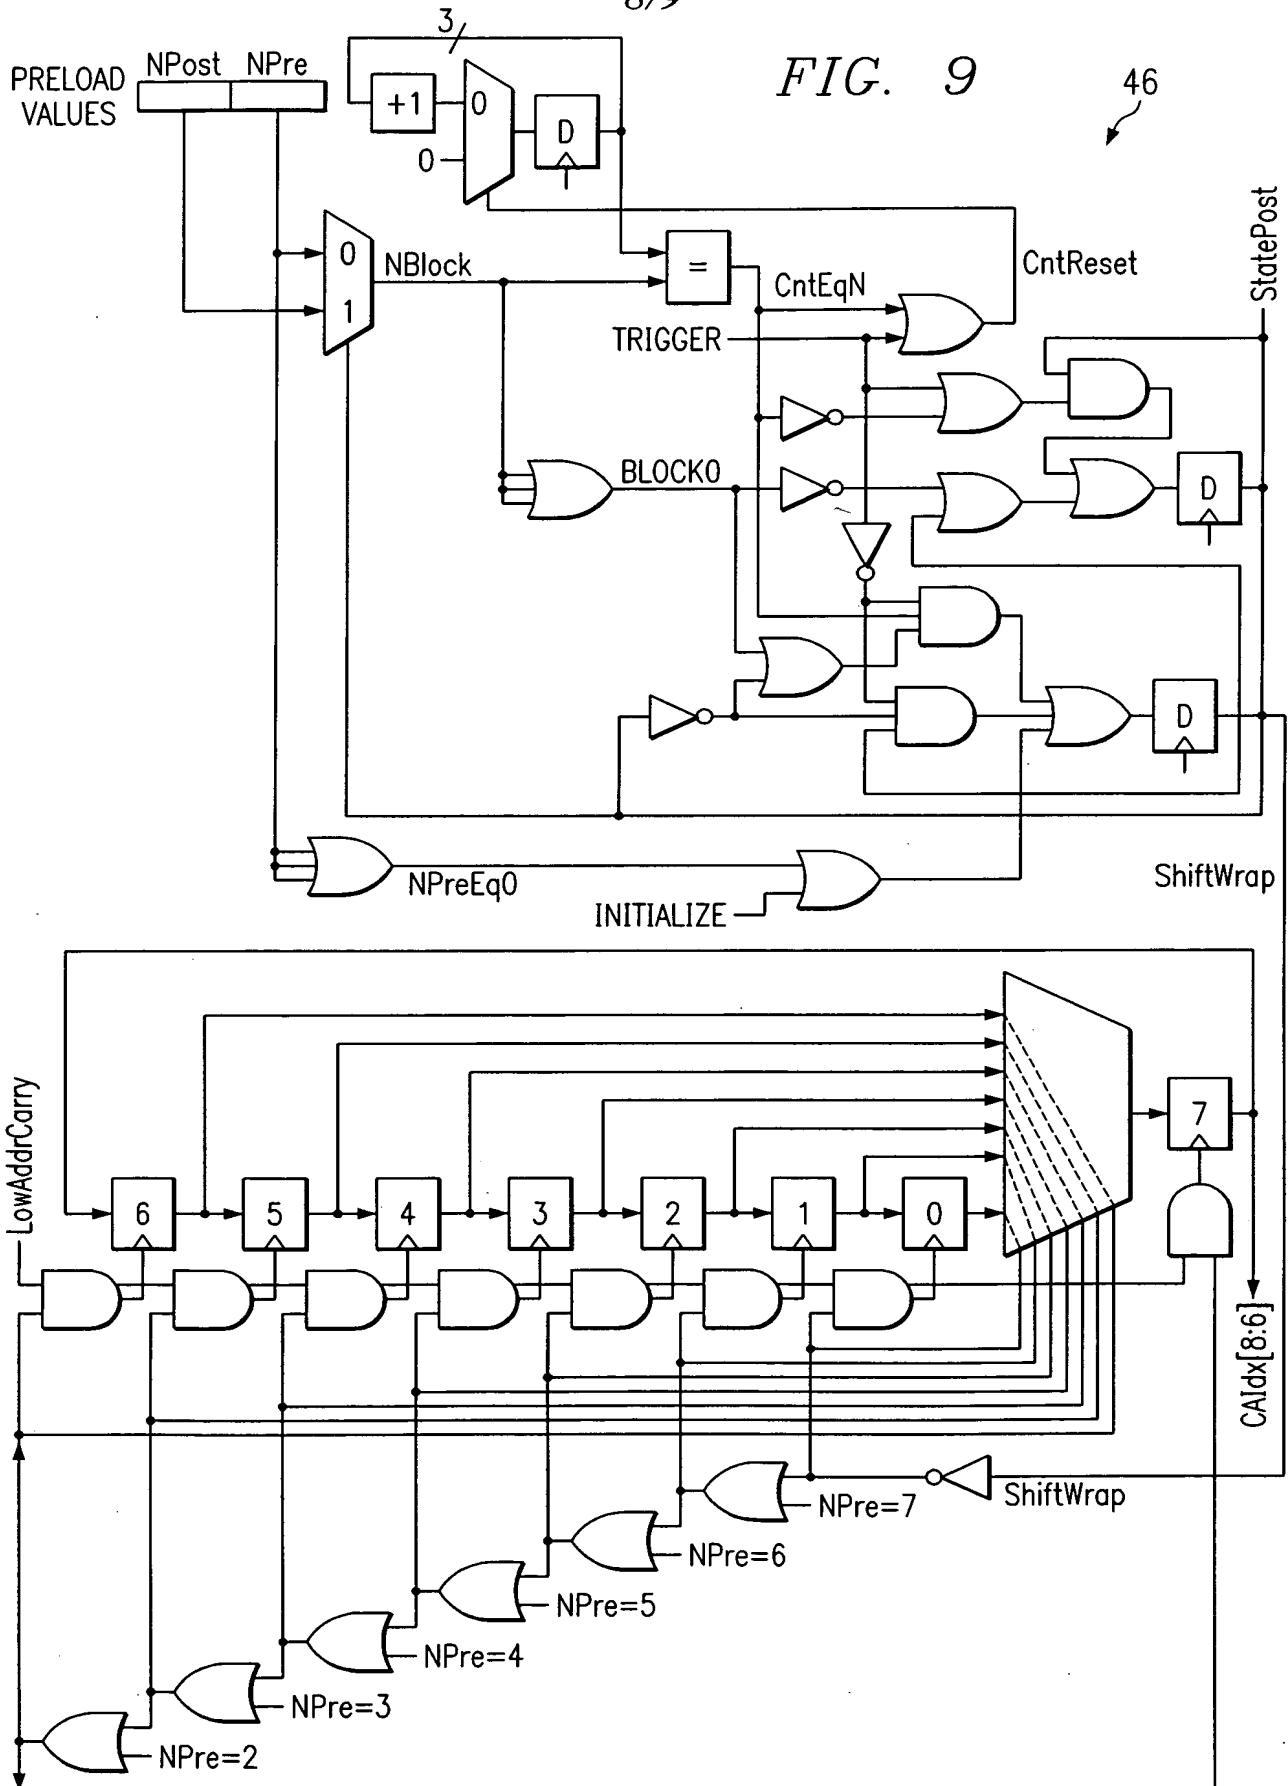 8/9
FIG. 9
46
3
PRELOAD
VALUES
NPost NPre
+1
0
0
D
0
1
NBlock
=
CntEqN
TRIGGER
CntReset
StatePost
BLOCK0
D
D
NPreEq0
INITIALIZE
ShiftWrap
LowAddrCarry
6
5
4
3
2
1
0
7
CAIdx[8:6]
ShiftWrap
NPre=7
NPre=6
NPre=5
NPre=4
NPre=3
NPre=2